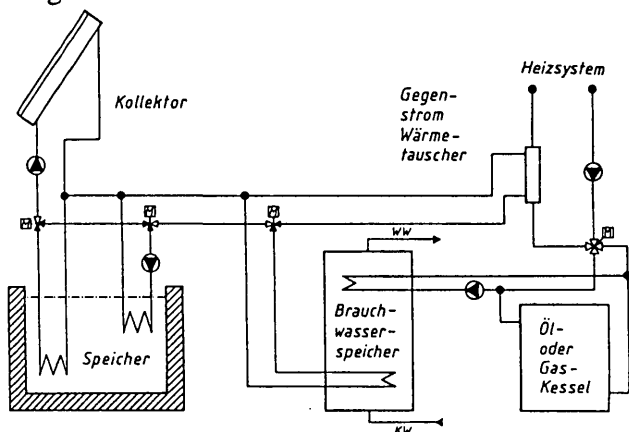 Kollektor
Gegen-
strom
Wärme-
tauscher
Heizsystem
M
M
M
M
WW
Speicher
Brauch-
wasser-
speicher
Öl-
oder
Gas-
Kessel
KW